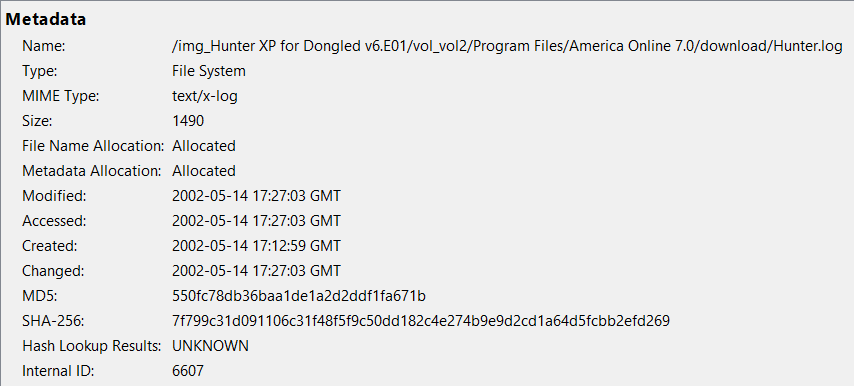 Metadata
Name: /img_Hunter XP for Dongled v6.E01/vol_vol2/Program Files/America Online 7.0/download/Hunter.log
Type: File System
MIME Type: text/x-log
Size: 1490
File Name Allocation: Allocated
Metadata Allocation: Allocated
Modified: 2002-05-14 17:27:03 GMT
Accessed: 2002-05-14 17:27:03 GMT
Created: 2002-05-14 17:12:59 GMT
Changed: 2002-05-14 17:27:03 GMT
MD5: 550fc78db36baa1de1a2d2ddf1fa671b
SHA-256: 7f799c31d091106c31f48f5f9c50dd182c4e274b9e9d2cd1a64d5fcbb2efd269
Hash Lookup Results: UNKNOWN
Internal ID: 6607